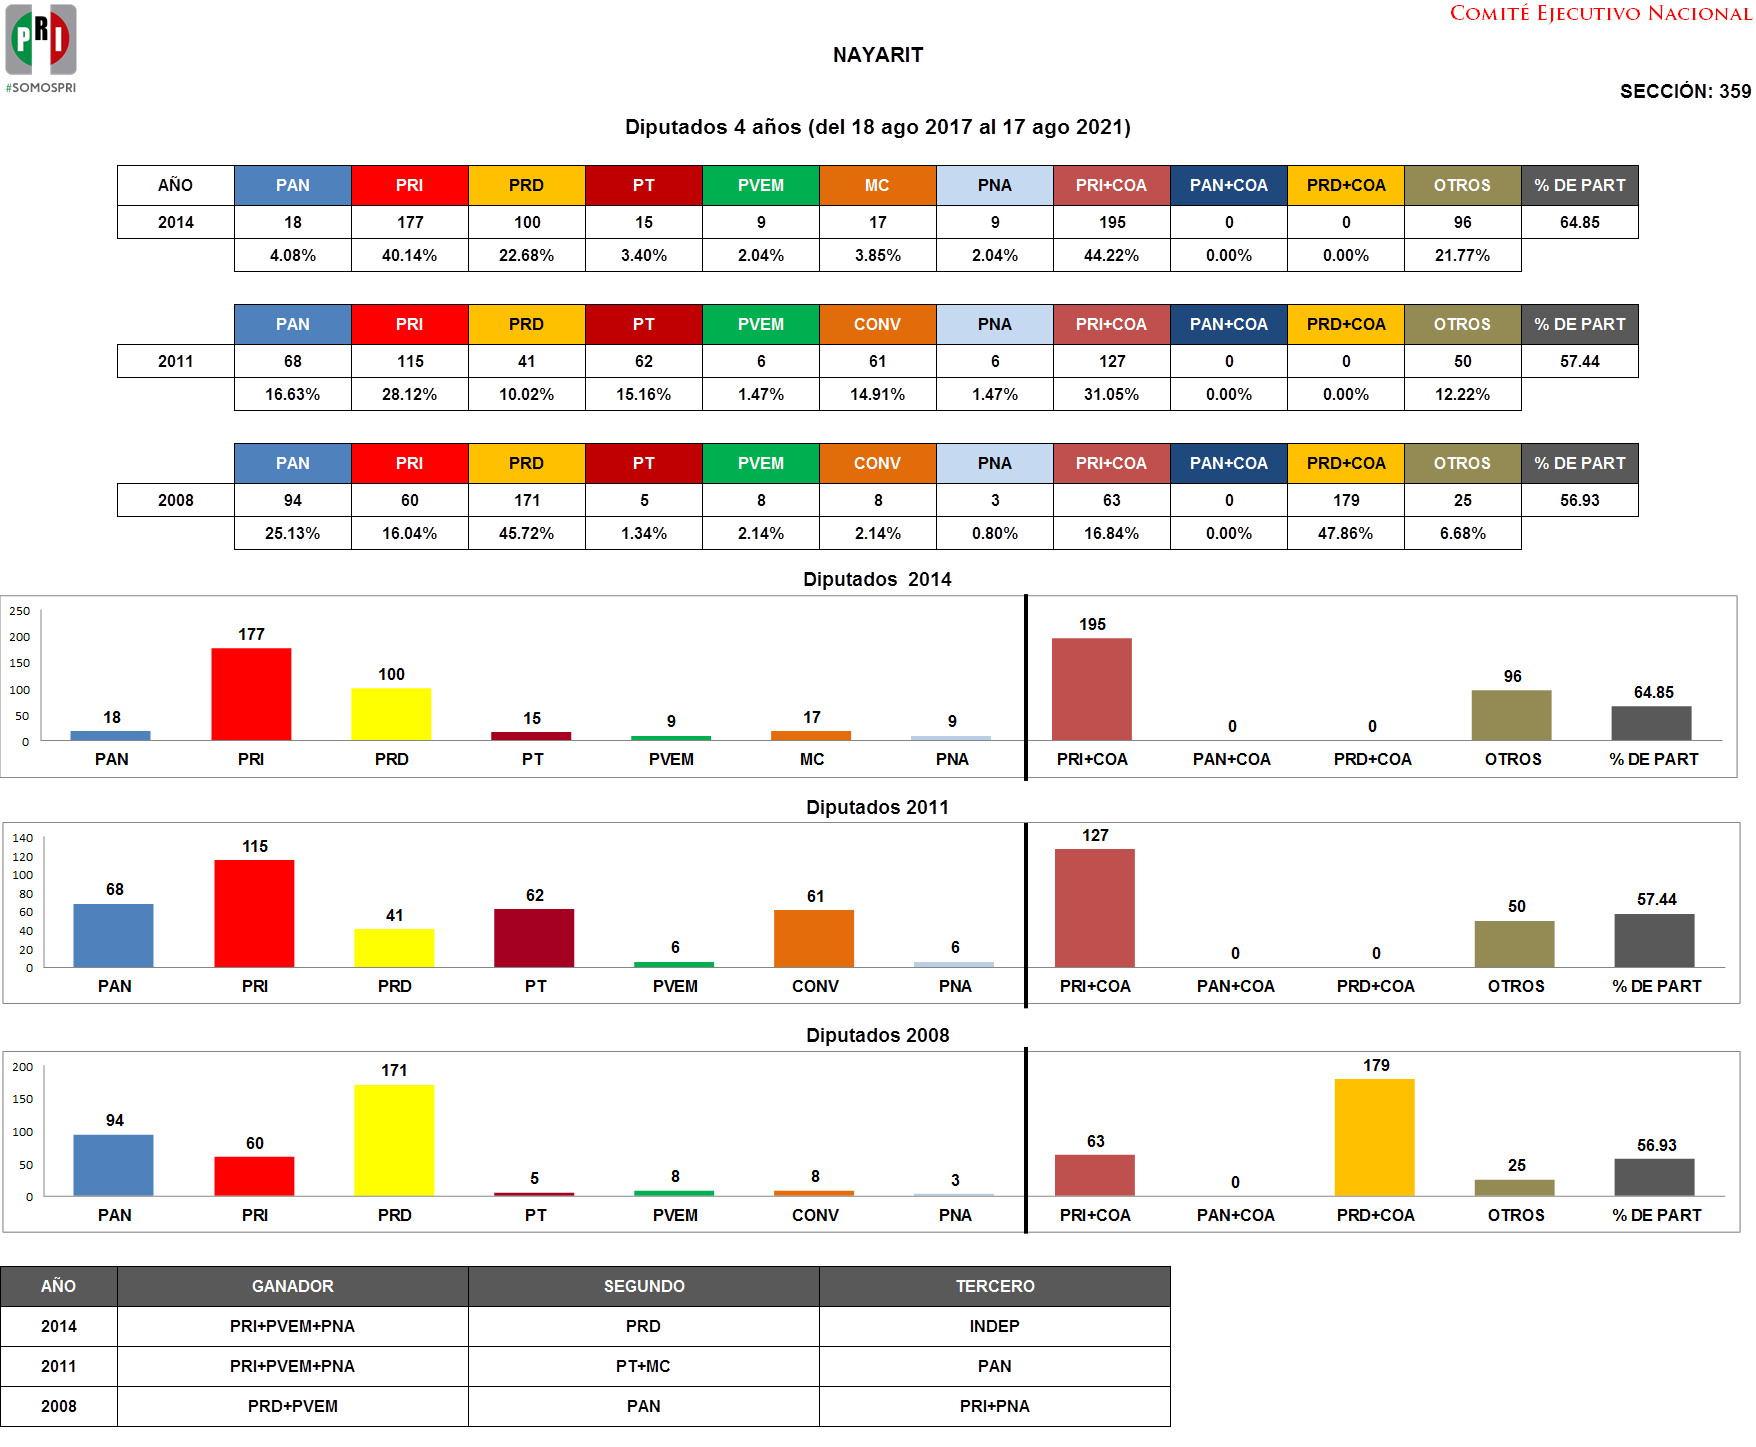 PRI
#SOMOSPRI
COMITÉ EJECUTIVO NACIONAL
NAYARIT
SECCIÓN: 359
Diputados 4 años (del 18 ago 2017 al 17 ago 2021)
AÑO PAN PRI PRD PT PVEM MC PNA PRI+COA PAN+COA PRD+COA OTROS % DE PART
2014 18 177 100 15 9 17 9 195 0 0 96 64.85
4.08% 40.14% 22.68% 3.40% 2.04% 3.85% 2.04% 44.22% 0.00% 0.00% 21.77%
PAN PRI PRD PT PVEM CONV PNA PRI+COA PAN+COA PRD+COA OTROS % DE PART
2011 68 115 41 62 6 61 6 127 0 0 50 57.44
16.63% 28.12% 10.02% 15.16% 1.47% 14.91% 1.47% 31.05% 0.00% 0.00% 12.22%
PAN PRI PRD PT PVEM CONV PNA PRI+COA PAN+COA PRD+COA OTROS % DE PART
2008 94 60 171 5 8 8 3 63 0 179 25 56.93
25.13% 16.04% 45.72% 1.34% 2.14% 2.14% 0.80% 16.84% 0.00% 47.86% 6.68%
Diputados 2014
250
200
150
100
50
0
18 177 100 15 9 17 9 195 0 0 96 64.85
PAN PRI PRD PT PVEM MC PNA PRI+COA PAN+COA PRD+COA OTROS % DE PART
Diputados 2011
140
120
100
80
60
40
20
0
68 115 41 62 6 61 6 127 0 0 50 57.44
PAN PRI PRD PT PVEM CONV PNA PRI+COA PAN+COA PRD+COA OTROS % DE PART
Diputados 2008
200
150
100
50
0
94 60 171 5 8 8 3 63 0 179 25 56.93
PAN PRI PRD PT PVEM CONV PNA PRI+COA PAN+COA PRD+COA OTROS % DE PART
AÑO GANADOR SEGUNDO TERCERO
2014 PRI+PVEM+PNA PRD INDEP
2011 PRI+PVEM+PNA PT+MC PAN
2008 PRD+PVEM PAN PRI+PNA